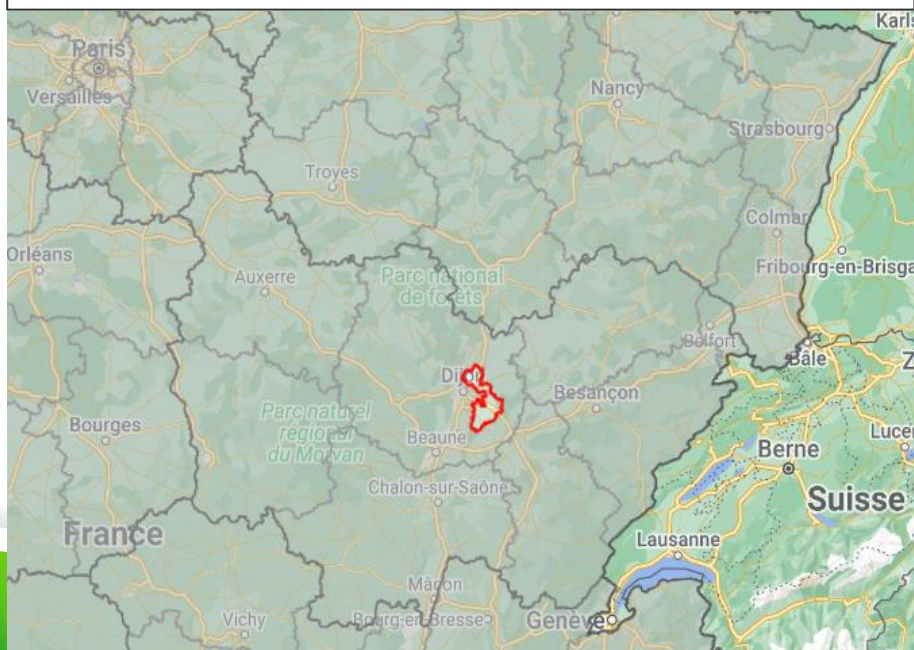 Karls
Paris
Versailles
Nancy
Strasbourg
Troyes
Colmar
Orléans
Fribourg-en-Brisga
Auxerre
Parc national
de forêts
Belfort
Bâle
Z
Dijon
Besançon
Parc naturel
régional
du Morvan
Bourges
Beaune
Berne
Lucer
Chalon-sur-Saône
Suisse
France
Lausanne
Mâcon
Vichy
Bourg-en-Bresse
Genève